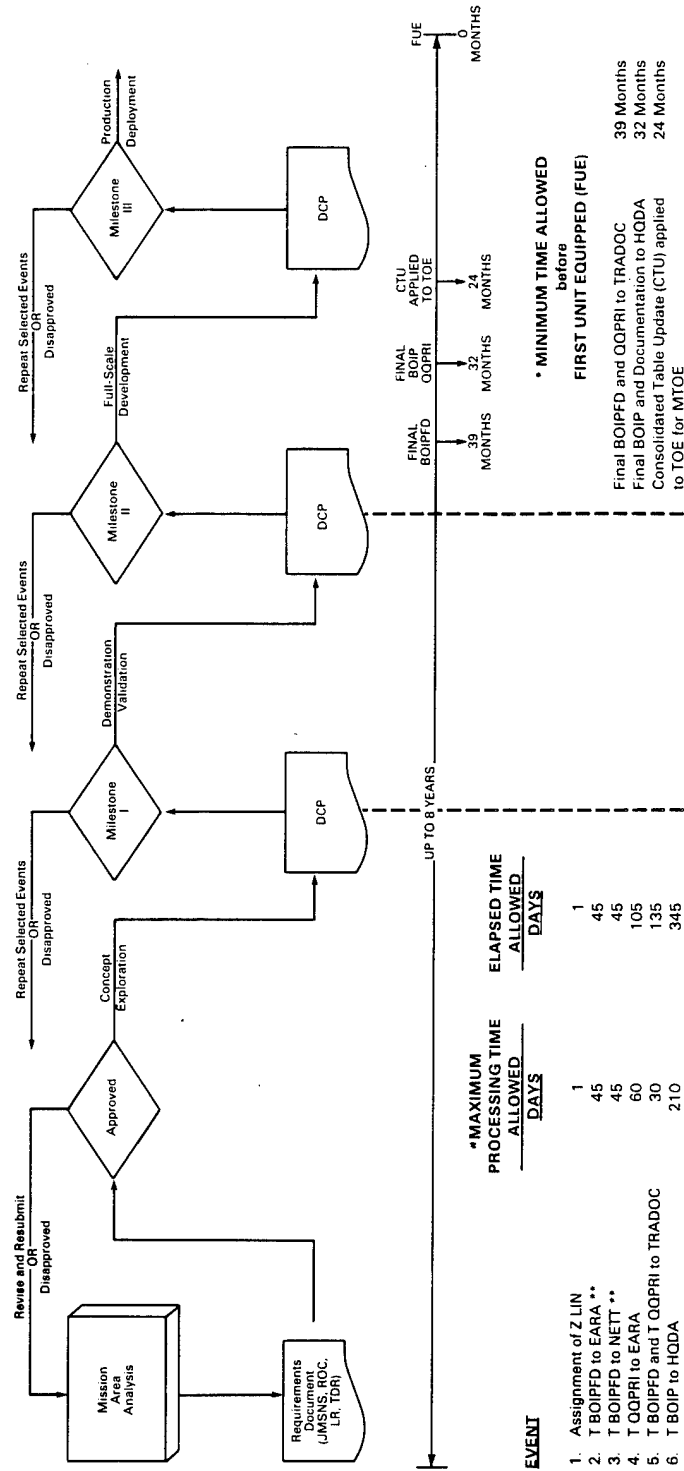 Revise and Resubmit
OR
Disapproved
Repeat Selected Events
OR
Disapproved
Repeat Selected Events
OR
Disapproved
Repeat Selected Events
OR
Disapproved
Mission
Area
Analysis
Requirements
Document
(JMSNS, ROC,
LR, TDR)
Approved
Concept
Exploration
DCP
Milestone
I
Demonstration
Validation
DCP
Milestone
II
Full-Scale
Development
DCP
Milestone
III
Production
Deployment
UP TO 8 YEARS
FINAL
BOIPFD
39
MONTHS
FINAL
BOIP
QQPRI
32
MONTHS
CTU
APPLIED
TO TOE
24
MONTHS
FUE
0
MONTHS
EVENT
*MAXIMUM
PROCESSING TIME
ALLOWED
DAYS
ELAPSED TIME
ALLOWED
DAYS
1. Assignment of Z LIN 1 1
2. T BOIPFD to EARA ** 45 45
3. T BOIPFD to NETT ** 45 45
4. T QQPRI to EARA 60 105
5. T BOIPFD and T QQPRI to TRADOC 30 135
6. T BOIP to HQDA 210 345
* MINIMUM TIME ALLOWED
before
FIRST UNIT EQUIPPED (FUE)
Final BOIPFD and QQPRI to TRADOC 39 Months
Final BOIP and Documentation to HQDA 32 Months
Consolidated Table Update (CTU) applied 24 Months
to TOE for MTOE